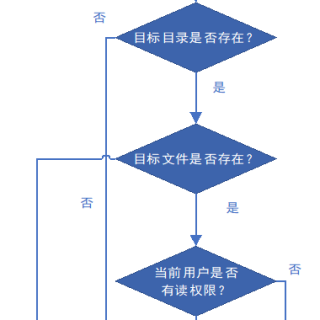 否
目标目录是否存在？
是
目标文件是否存在？
否
是
当前用户是否
有读权限？
否